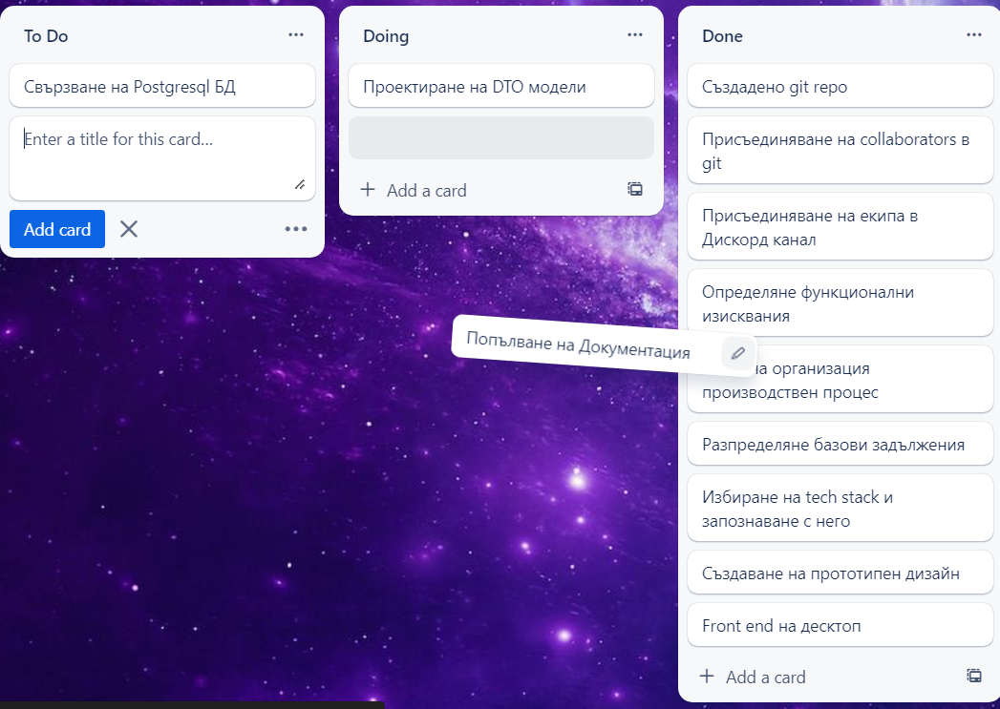 To Do
Свързване на Postgresql БД
Enter a title for this card...
Add card
Doing
Проектиране на DTO модели
Add a card
Попълване на Документация
Done
Създадено git repo
Присъединяване на collaborators в
git
Присъединяване на екипа в
Дискорд канал
Определяне функционални
изисквания
на организация
производствен процес
Разпределяне базови задължения
Избиране на tech stack и
запознаване с него
Създаване на прототипен дизайн
Front end на десктоп
Add a card